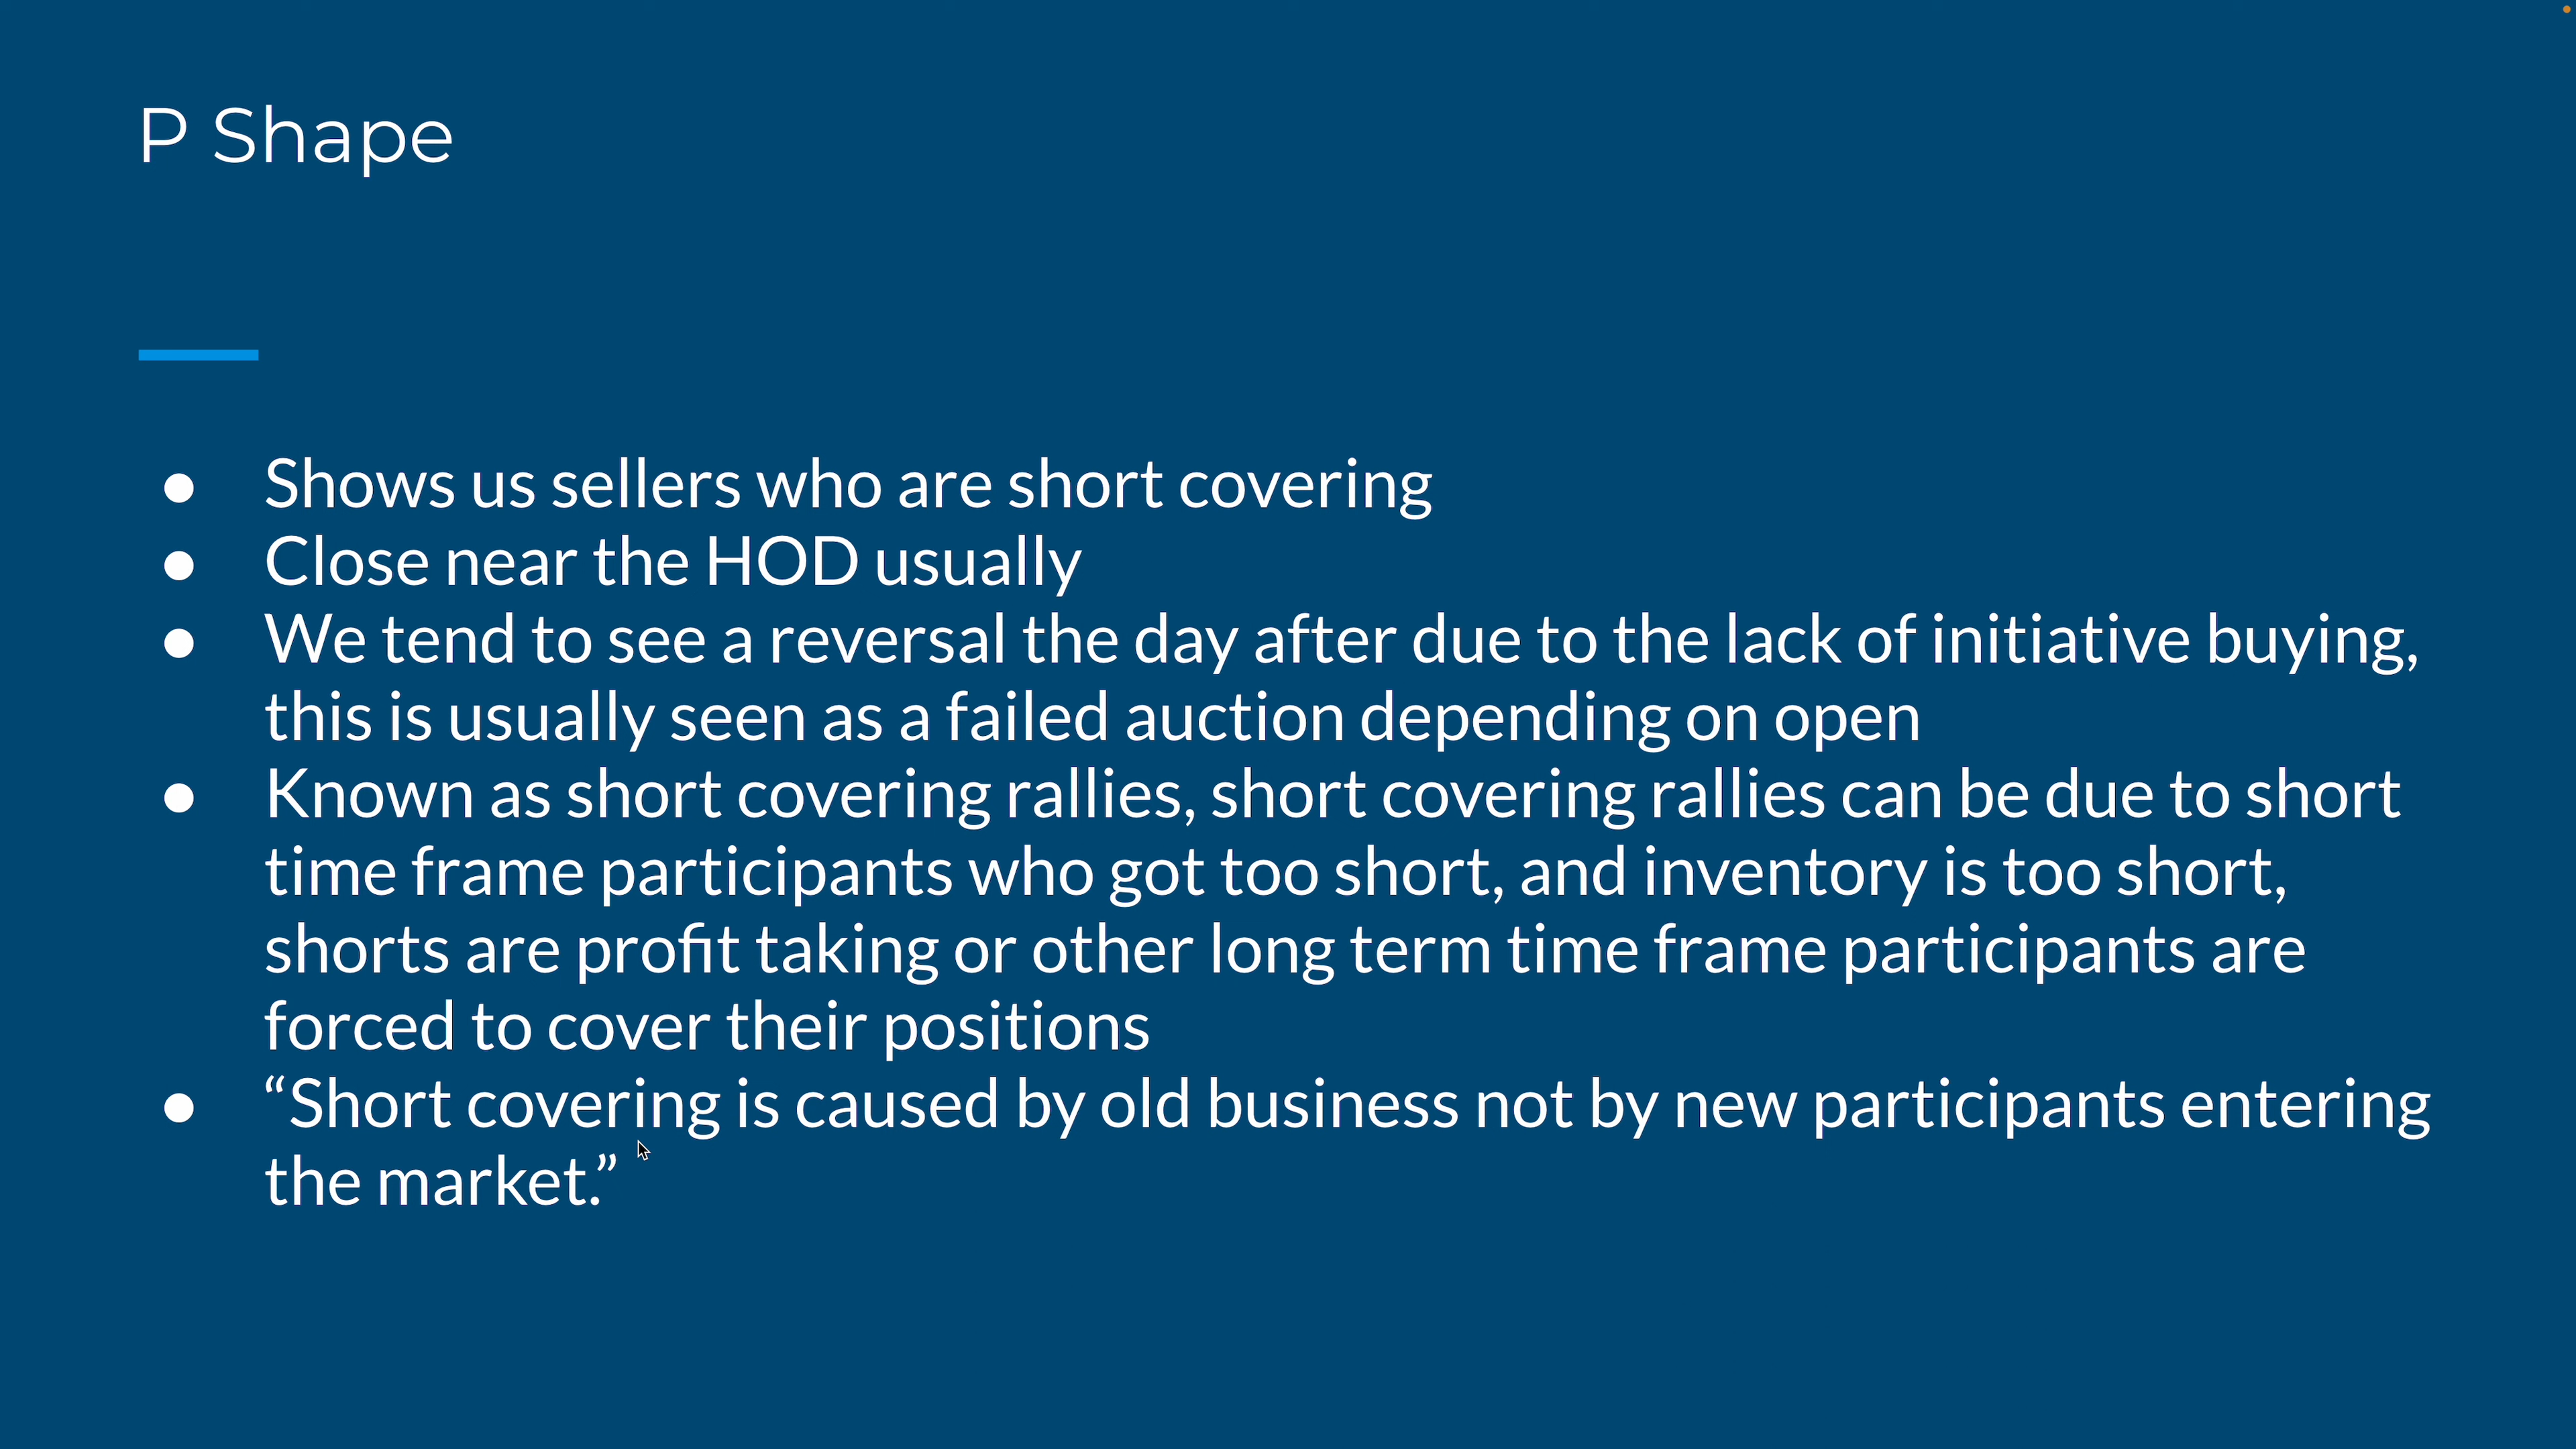 P Shape
● Shows us sellers who are short covering
● Close near the HOD usually
● We tend to see a reversal the day after due to the lack of initiative buying,
this is usually seen as a failed auction depending on open
● Known as short covering rallies, short covering rallies can be due to short
time frame participants who got too short, and inventory is too short,
shorts are profit taking or other long term time frame participants are
forced to cover their positions
● “Short covering is caused by old business not by new participants entering
the market.”